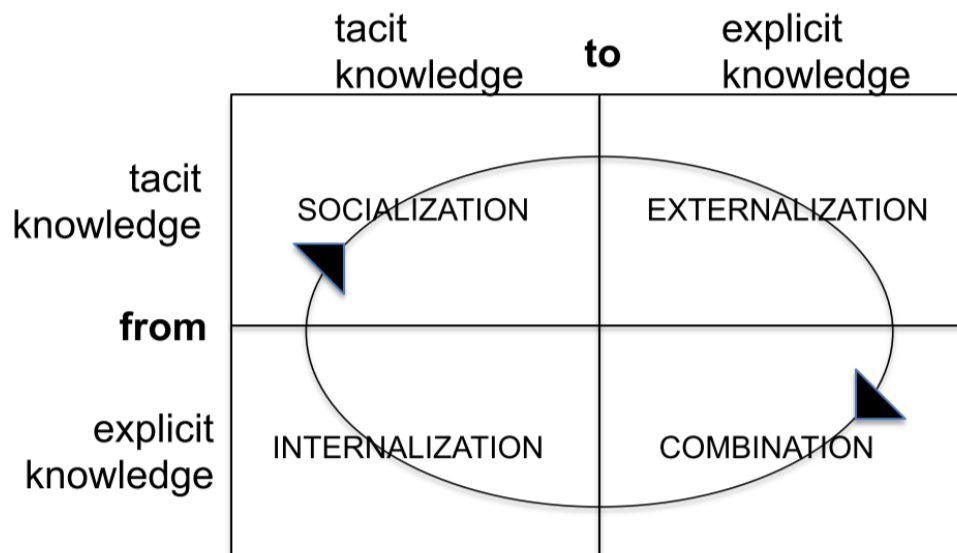 tacit
knowledge
to
explicit
knowledge
tacit
knowledge
SOCIALIZATION
EXTERNALIZATION
from
explicit
knowledge
INTERNALIZATION
COMBINATION